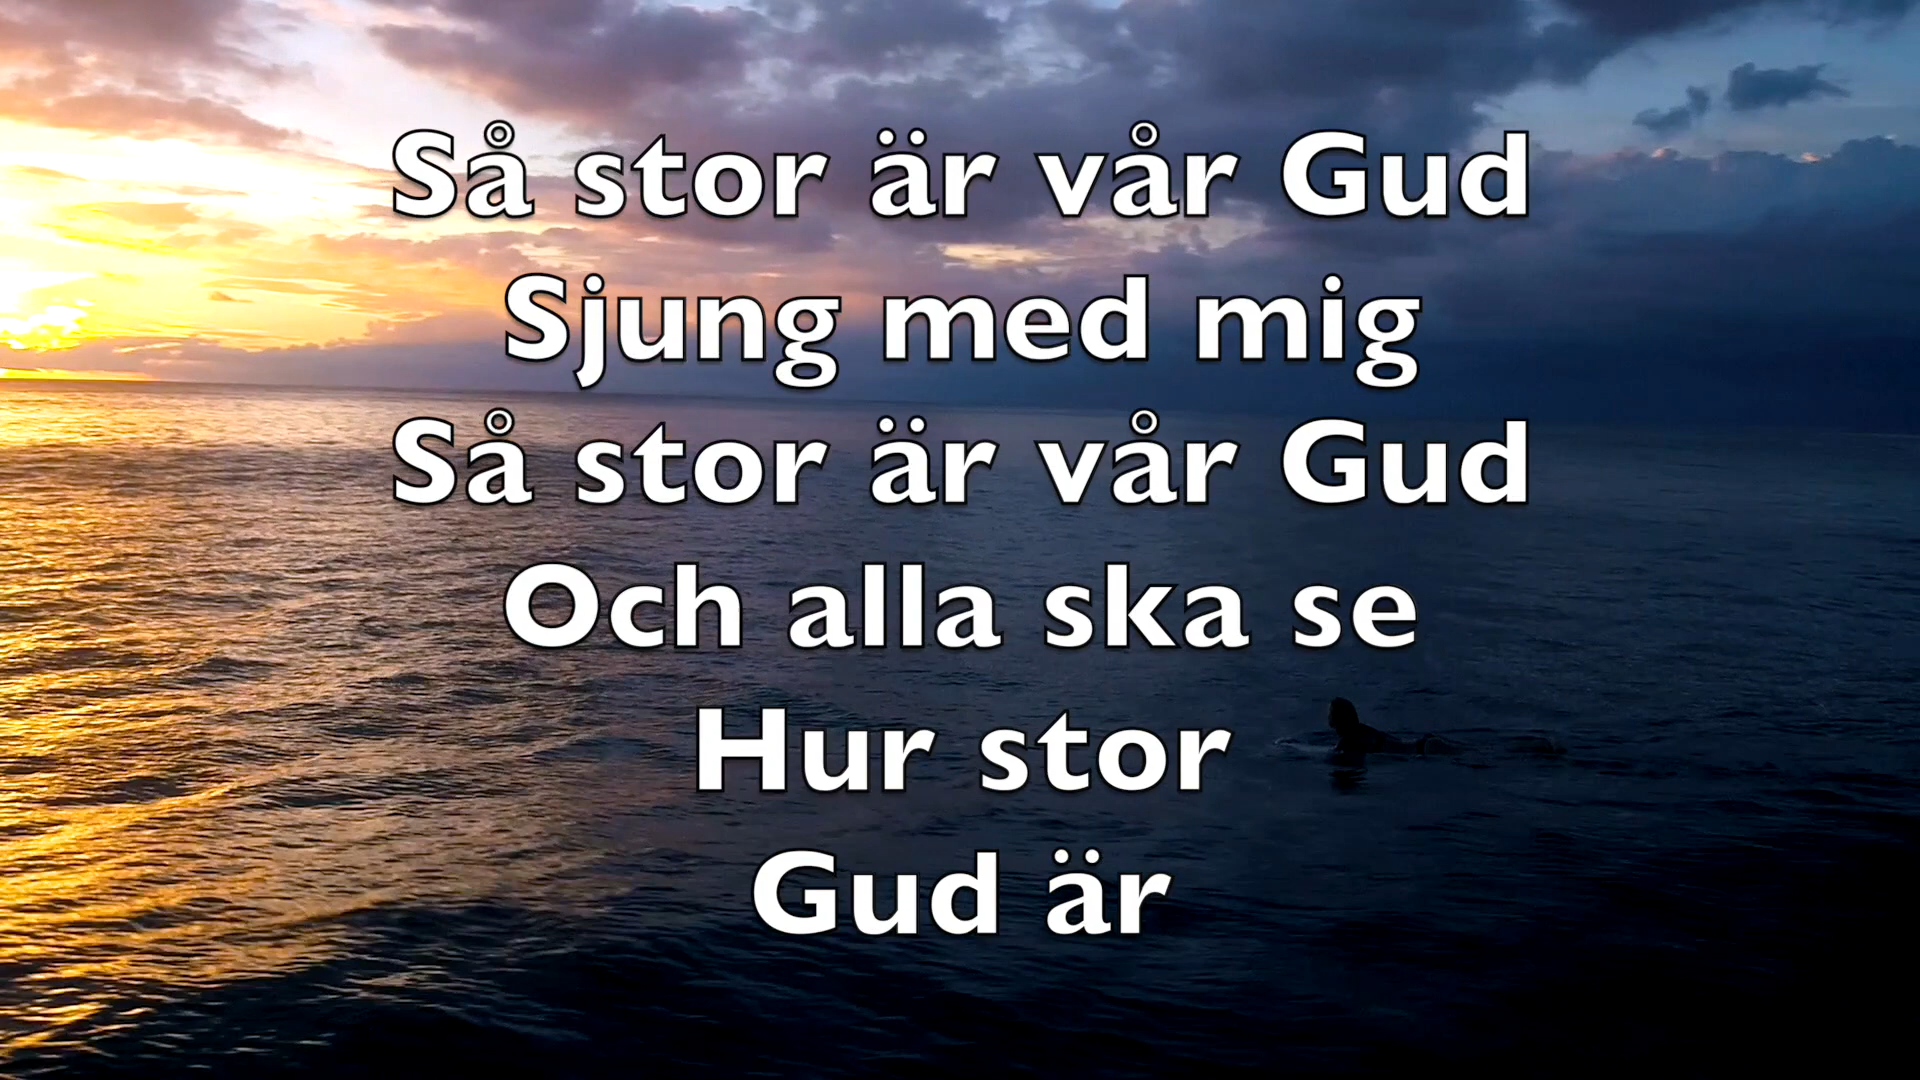 Så stor är vår Gud
Sjung med mig
Så stor är vår Gud
Och alla ska se
Hur stor
Gud är